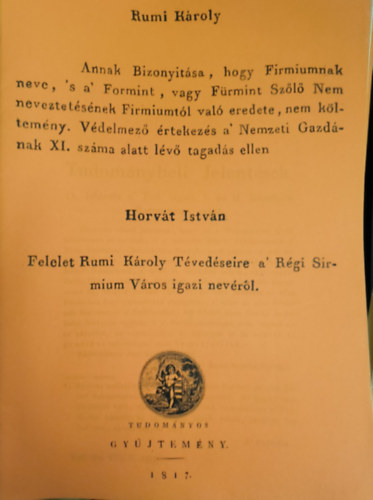 Rumi Károly
Annak Bizonyitása, hogy Firmiumnak
neve, 's a' Formint, vagy Fürmint Szőlő Nem
neveztetésének Firmiumtól való eredete, nem köl-
temény. Védelmező értekezés a' Nemzeti Gazdá-
nak XI. száma alatt lévő tagadás ellen
Horvát István
Felelet Rumi Károly Tévedéseire a' Régi Sir-
mium Város igazi nevéről.
TUDOMÁNYOS
GYŰJTEMÉNY.
1817.